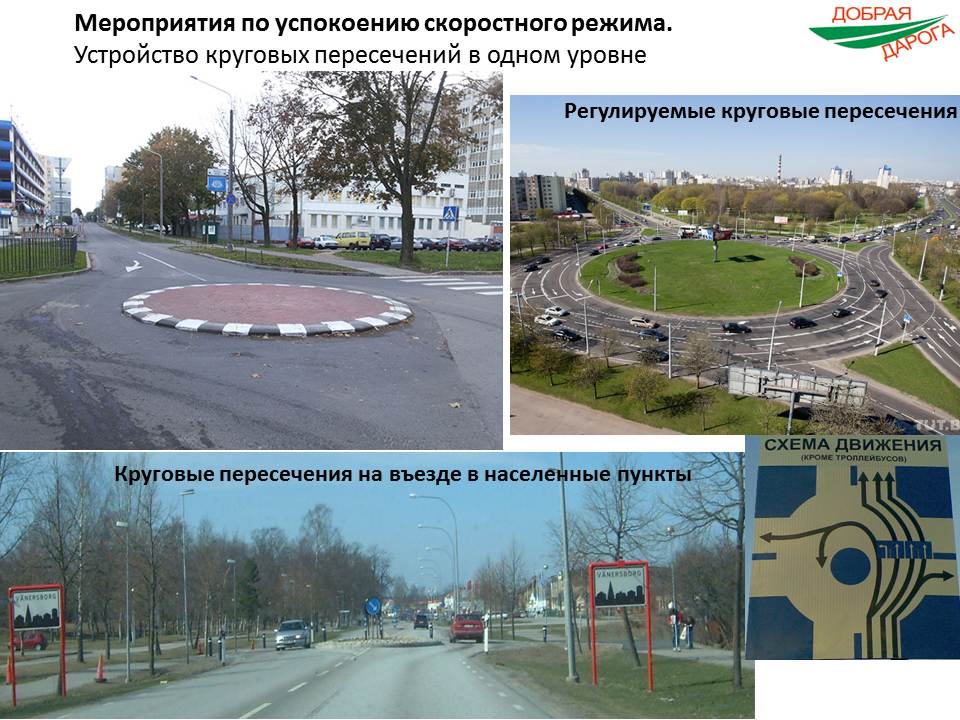 Мероприятия по успокоению скоростного режима.
Устройство круговых пересечений в одном уровне
ДОБРАЯ
ДАРОГА
Регулируемые круговые пересечения
TUT.B
СХЕМА ДВИЖЕНИЯ
(КРОМЕ ТРОЛЛЕЙБУСОВ)
Круговые пересечения на въезде в населенные пункты
VÄNERSBORG
VÄNERSBORG